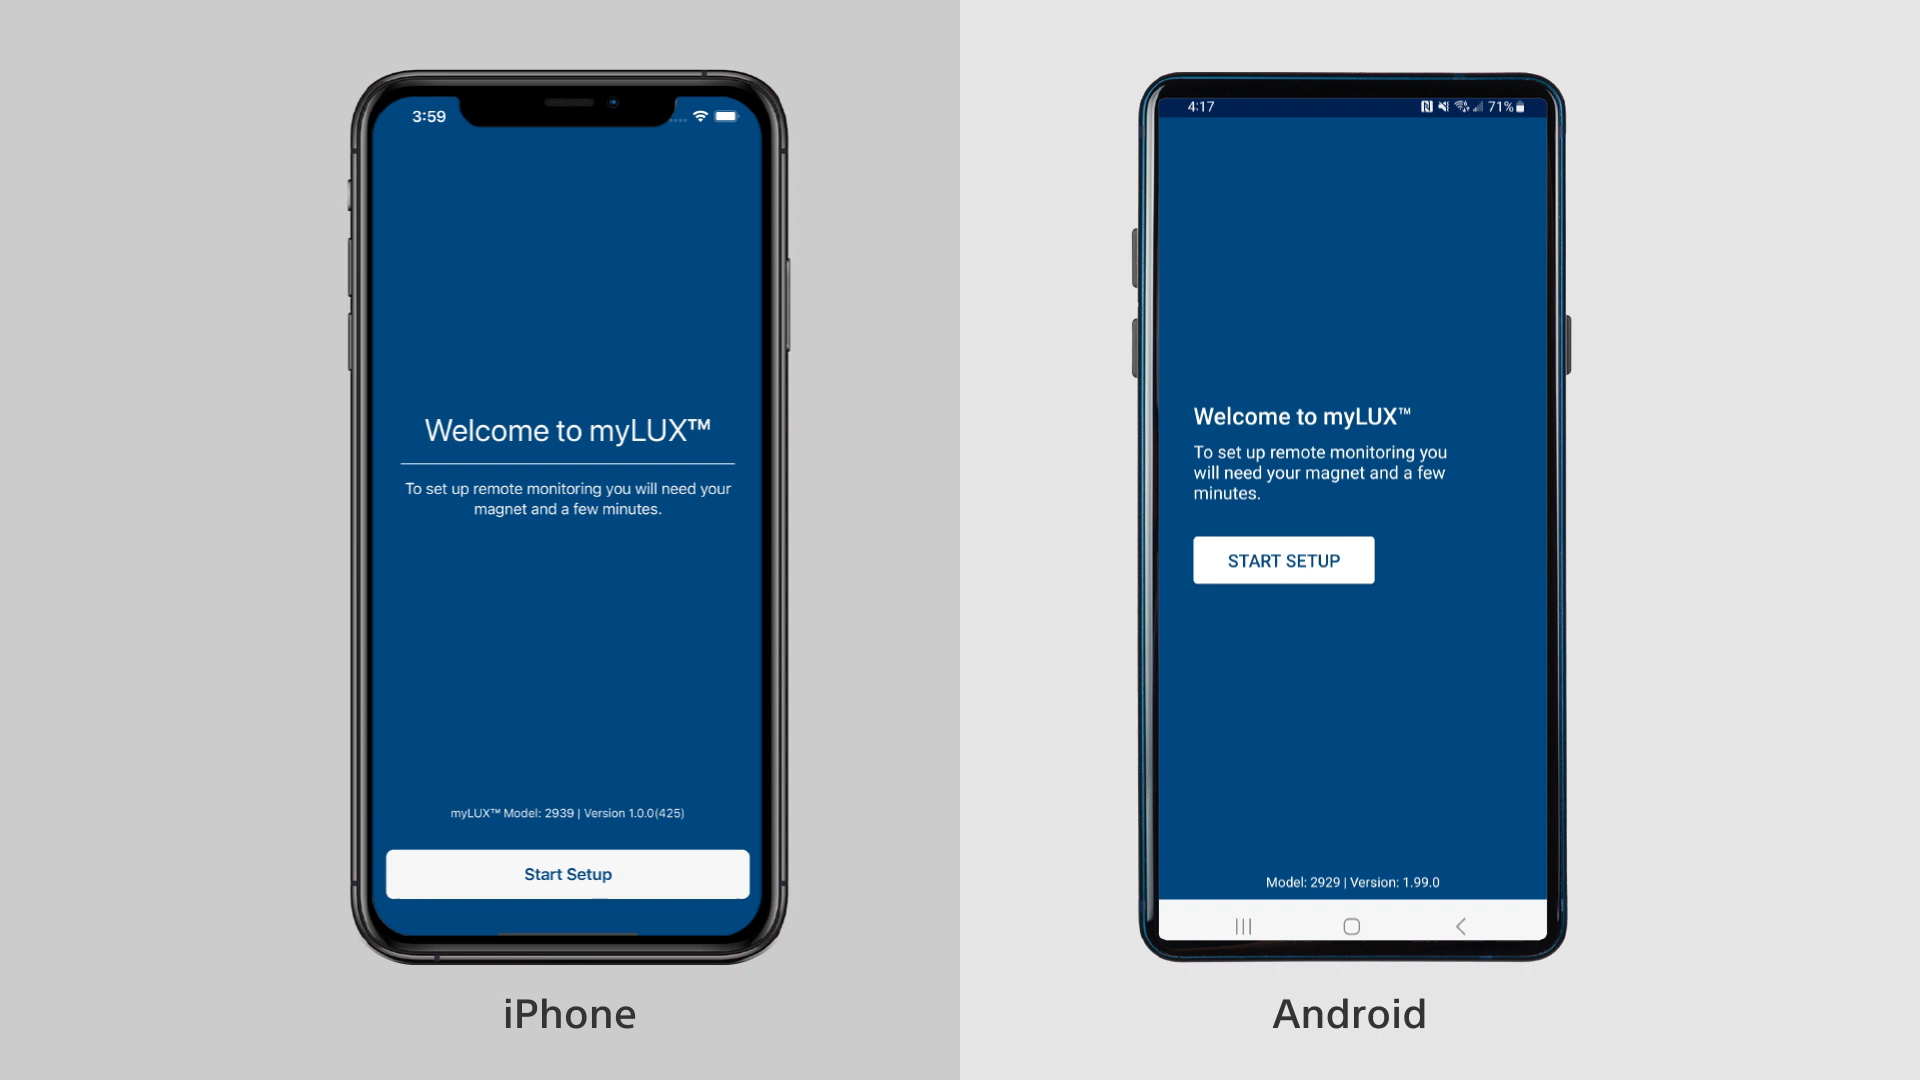 3:59
Welcome to myLUX™
To set up remote monitoring you will need your
magnet and a few minutes.
myLUX™ Model: 2939 | Version 1.0.0(425)
Start Setup
iPhone
4:17
71%
Welcome to myLUX™
To set up remote monitoring you
will need your magnet and a few
minutes.
START SETUP
Model: 2929 | Version: 1.99.0
Android